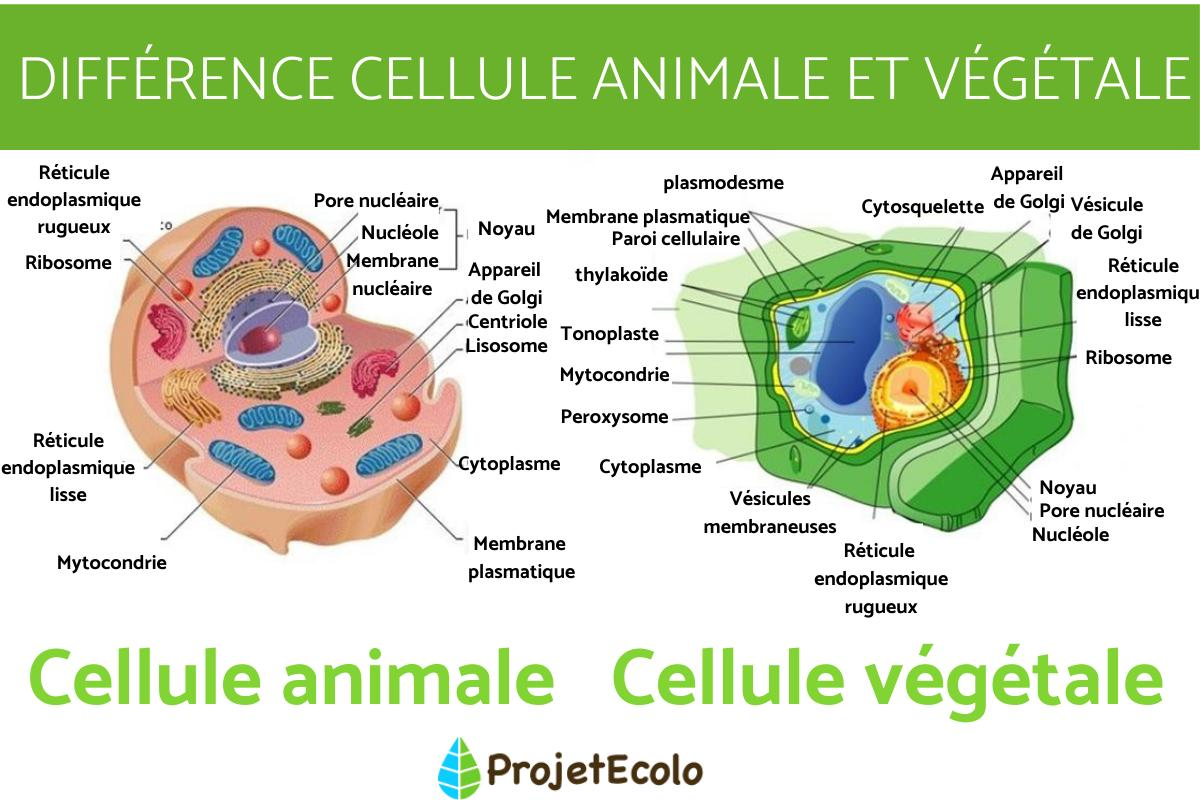 DIFFÉRENCE CELLULE ANIMALE ET VÉGÉTALE
Réticule
endoplasmique
rugueux
Ribosome
Pore nucléaire
Nucléole
Membrane
nucléaire
Noyau
Appareil
de Golgi
Centriole
Lisosome
Réticule
endoplasmique
lisse
Mytocondrie
Cytoplasme
Membrane
plasmatique
plasmodesme
Membrane plasmatique
Paroi cellulaire
thylakoïde
Tonoplaste
Mytocondrie
Peroxysome
Cytoplasme
Vésicules
membraneuses
Réticule
endoplasmique
rugueux
Cytosquelette
Appareil
de Golgi
Vésicule
de Golgi
Réticule
endoplasmiqu
lisse
Ribosome
Noyau
Pore nucléaire
Nucléole
Cellule animale
Cellule végétale
ProjetEcolo